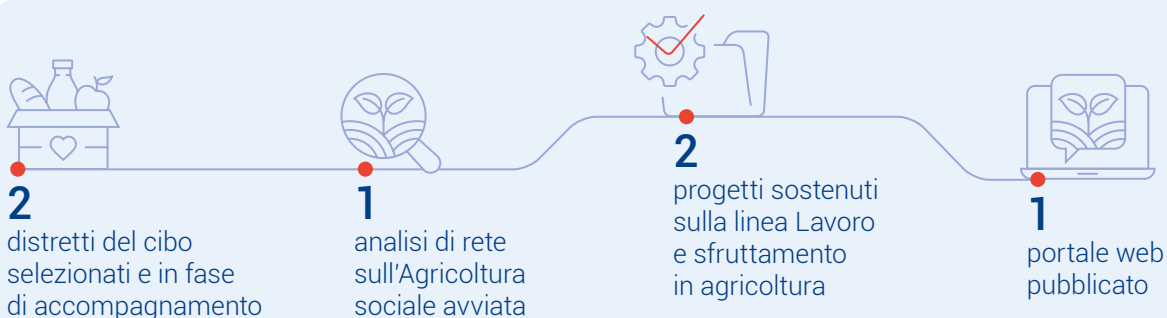 2
distretti del cibo
selezionati e in fase
di accompagnamento
1
analisi di rete
sull'Agricoltura
sociale avviata
2
progetti sostenuti
sulla linea Lavoro
e sfruttamento
in agricoltura
1
portale web
pubblicato